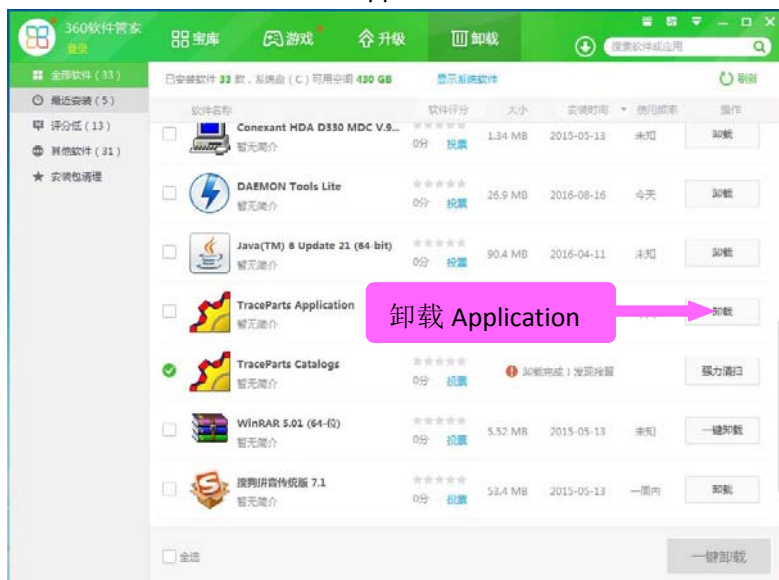 360软件管家
登录
宝库
游戏
升级
卸载
搜索软件或应用
全部软件（33）
最近安装（5）
评分低（13）
其他软件（31）
安装包清理
已安装软件 33 款，系统盘（C）可用空间 430 GB 显示系统软件 刷新
软件名称 软件评分 大小 安装时间 使用频率 操作
Conexant HDA D330 MDC V.9...
暂无简介 0分 投票 1.34 MB 2015-05-13 未知 卸载
DAEMON Tools Lite
暂无简介 0分 投票 26.9 MB 2016-08-16 今天 卸载
Java(TM) 6 Update 21 (64-bit)
暂无简介 0分 投票 90.4 MB 2016-04-11 未知 卸载
TraceParts Application
暂无简介 卸载
卸载 Application
TraceParts Catalogs
暂无简介 0分 投票 卸载完成！发现残留 强力清扫
WinRAR 5.01 (64-位)
暂无简介 0分 投票 5.52 MB 2015-05-13 未知 一键卸载
搜狗拼音传统版 7.1
暂无简介 0分 投票 53.4 MB 2015-05-13 一周内 卸载
全选 一键卸载